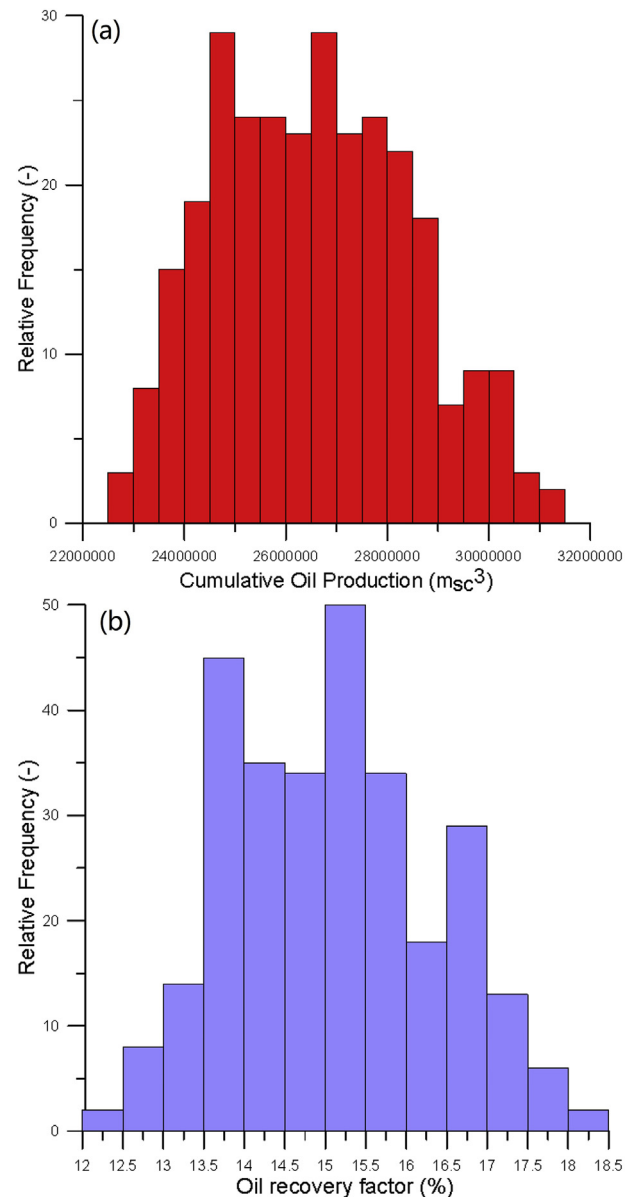 (a)
30
20
10
0
Relative Frequency (-)
22000000 24000000 26000000 28000000 30000000 32000000
Cumulative Oil Production (msc3)
(b)
50
40
30
20
10
0
Relative Frequency (-)
12 12.5 13 13.5 14 14.5 15 15.5 16 16.5 17 17.5 18 18.5
Oil recovery factor (%)